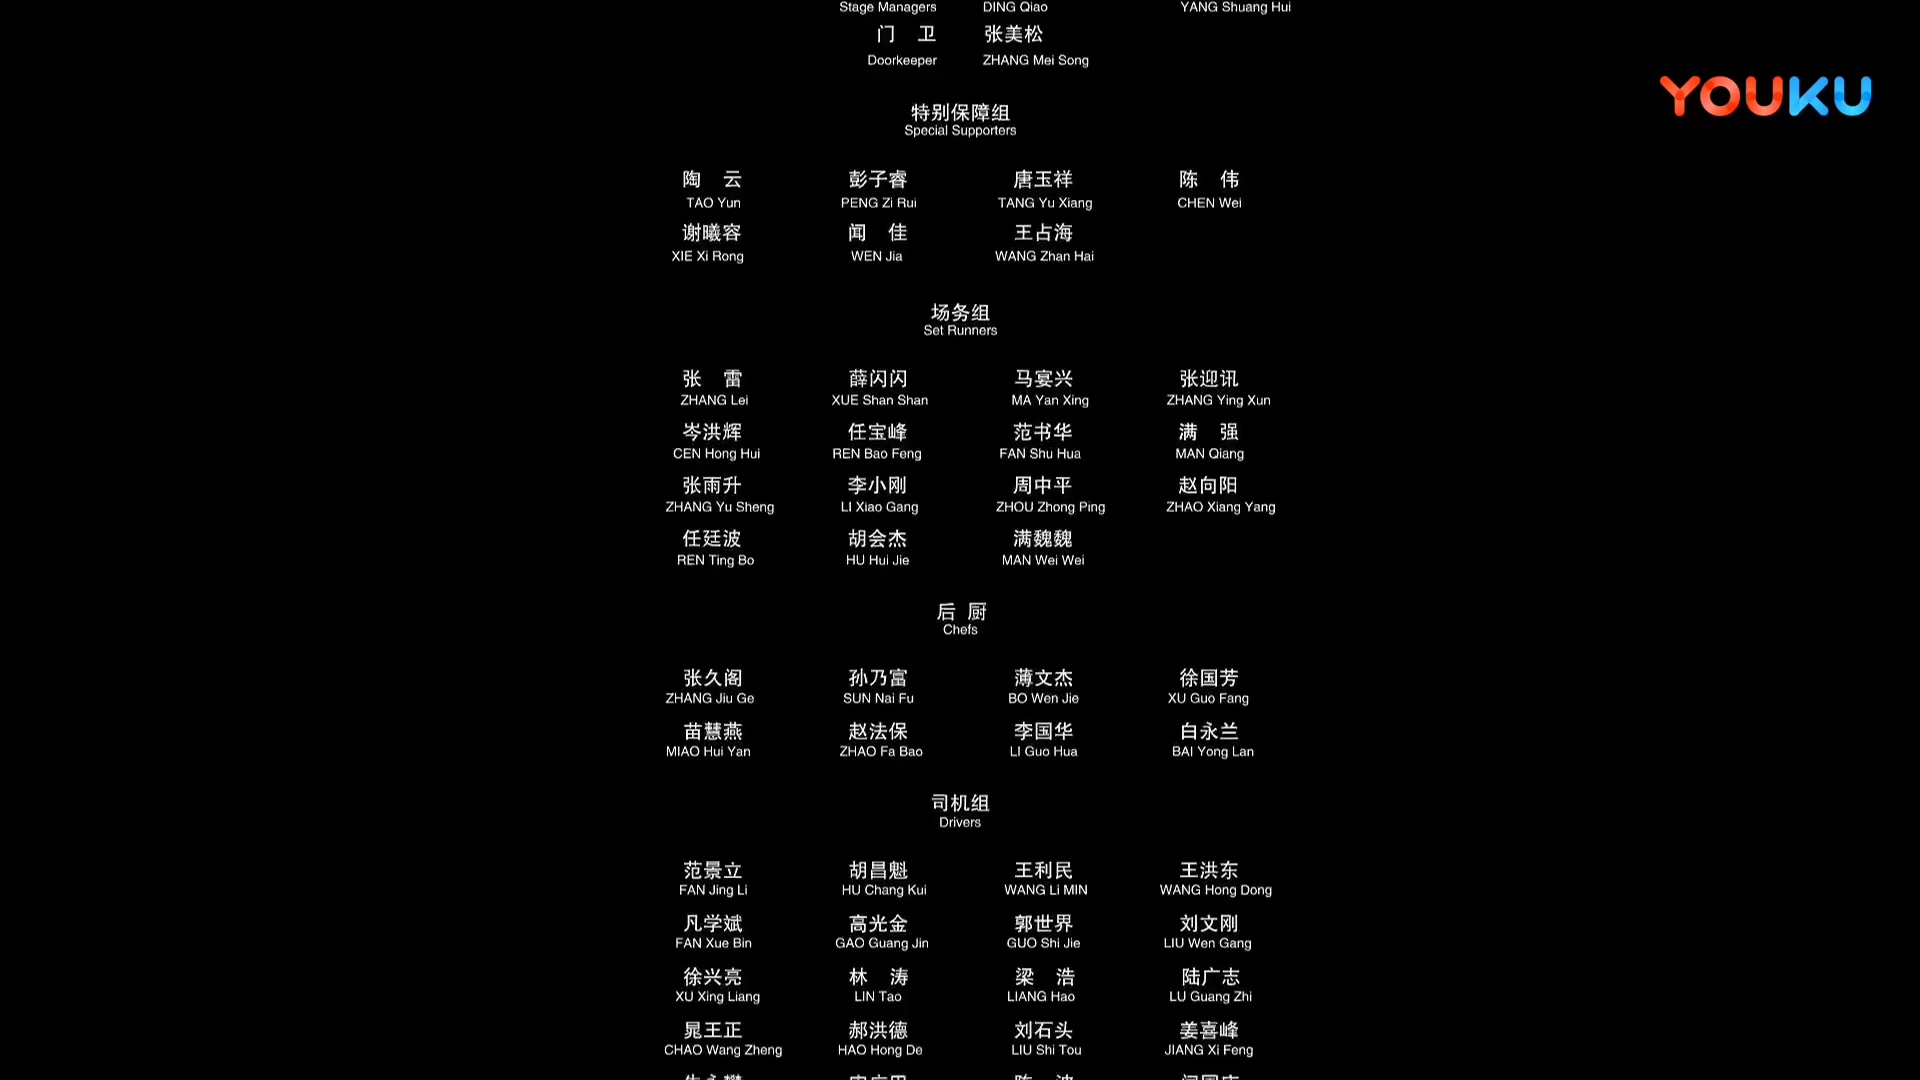 Stage Managers DING Qiao YANG Shuang Hui
门 卫 张美松
Doorkeeper ZHANG Mei Song
YOUKU
特别保障组
Special Supporters
陶 云 彭子睿 唐玉祥 陈 伟
TAO Yun PENG Zi Rui TANG Yu Xiang CHEN Wei
谢曦容 闻 佳 王占海
XIE Xi Rong WEN Jia WANG Zhan Hai
场务组
Set Runners
张 雷 薛闪闪 马宴兴 张迎讯
ZHANG Lei XUE Shan Shan MA Yan Xing ZHANG Ying Xun
岑洪辉 任宝峰 范书华 满 强
CEN Hong Hui REN Bao Feng FAN Shu Hua MAN Qiang
张雨升 李小刚 周中平 赵向阳
ZHANG Yu Sheng LI Xiao Gang ZHOU Zhong Ping ZHAO Xiang Yang
任廷波 胡会杰 满魏魏
REN Ting Bo HU Hui Jie MAN Wei Wei
后 厨
Chefs
张久阁 孙乃富 薄文杰 徐国芳
ZHANG Jiu Ge SUN Nai Fu BO Wen Jie XU Guo Fang
苗慧燕 赵法保 李国华 白永兰
MIAO Hui Yan ZHAO Fa Bao LI Guo Hua BAI Yong Lan
司机组
Drivers
范景立 胡昌魁 王利民 王洪东
FAN Jing Li HU Chang Kui WANG Li MIN WANG Hong Dong
凡学斌 高光金 郭世界 刘文刚
FAN Xue Bin GAO Guang Jin GUO Shi Jie LIU Wen Gang
徐兴亮 林 涛 梁 浩 陆广志
XU Xing Liang LIN Tao LIANG Hao LU Guang Zhi
晁王正 郝洪德 刘石头 姜喜峰
CHAO Wang Zheng HAO Hong De LIU Shi Tou JIANG Xi Feng